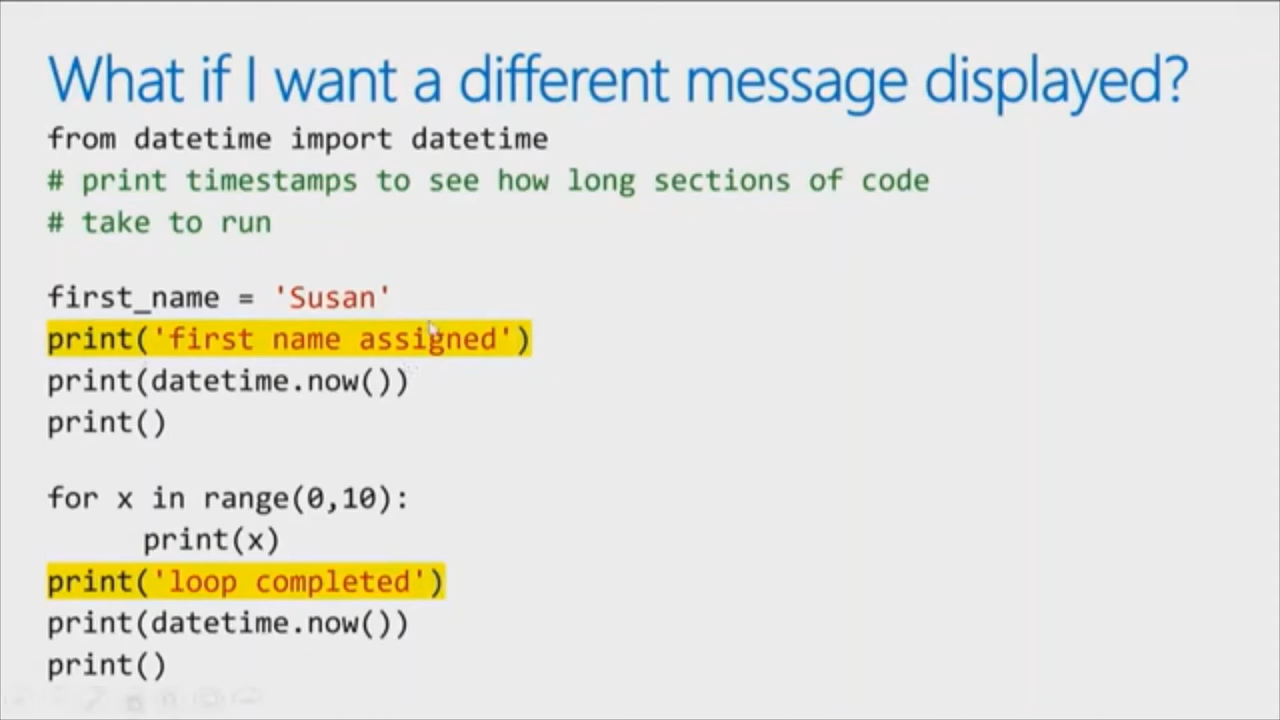 What if I want a different message displayed?
from datetime import datetime
# print timestamps to see how long sections of code
# take to run
first_name = 'Susan'
print('first name assigned')
print(datetime.now())
print()
for x in range(0,10):
print(x)
print('loop completed')
print(datetime.now())
print()